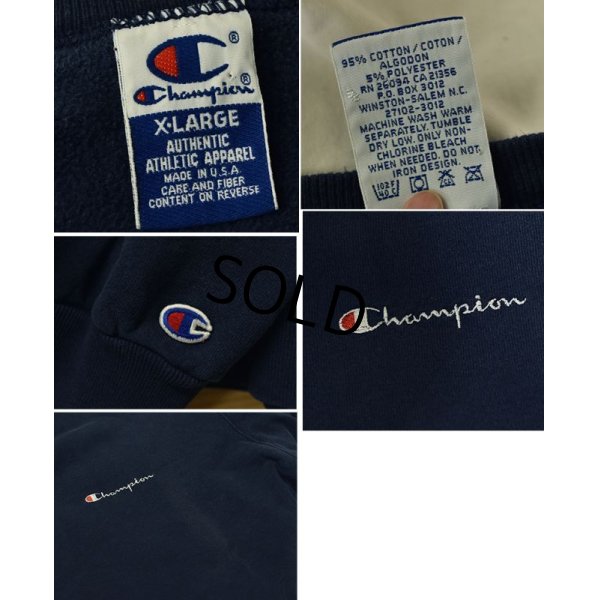 ®
Champion®
X-LARGE
AUTHENTIC
ATHLETIC APPAREL
MADE IN U.S.A.
CARE AND FIBER
CONTENT ON REVERSE
95% COTTON/COTON/
ALGODON
5% POLYESTER
RN 26094 CA 21356
P.O. BOX 3012
WINSTON-SALEM N.C.
27102-3012
MACHINE WASH WARM
SEPARATELY. TUMBLE
DRY LOW. ONLY NON-
CHLORINE BLEACH
WHEN NEEDED. DO NOT
IRON DESIGN.
102F
40C
SOLD
Champion
Champion